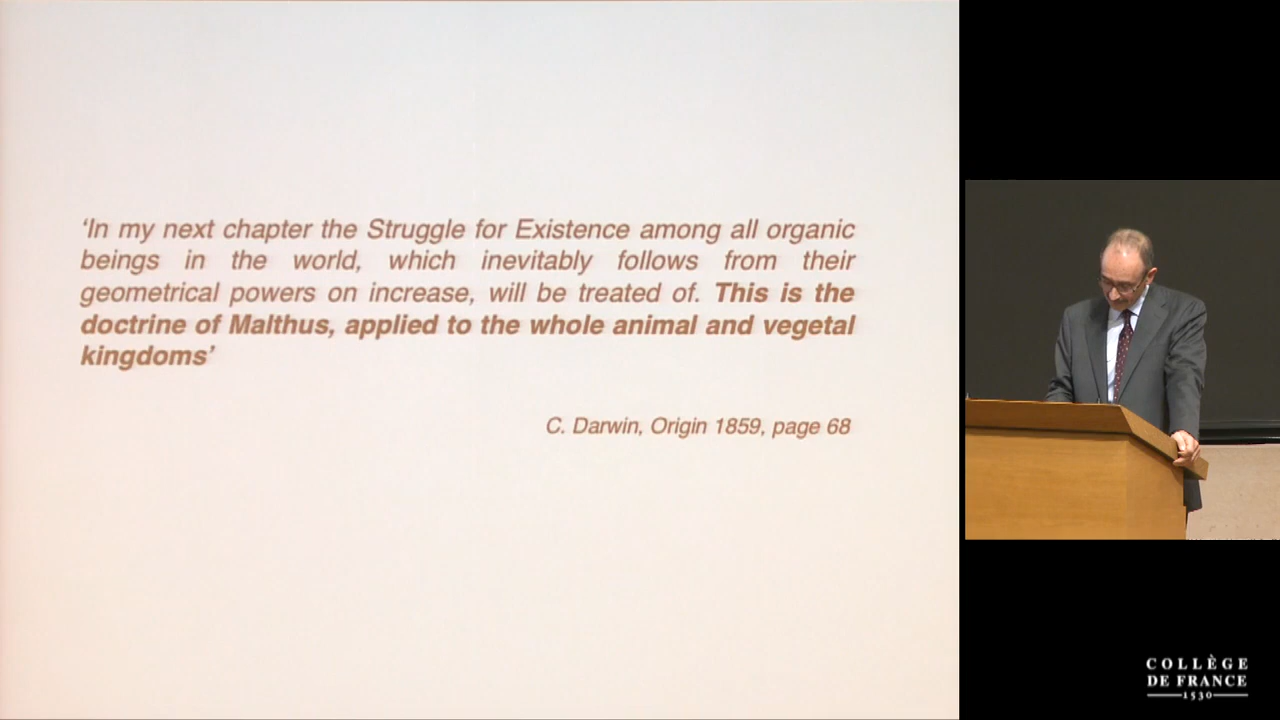 ‘In my next chapter the Struggle for Existence among all organic
beings in the world, which inevitably follows from their
geometrical powers on increase, will be treated of. This is the
doctrine of Malthus, applied to the whole animal and vegetal
kingdoms’
C. Darwin, Origin 1859, page 68
COLLÈGE
DE FRANCE
1530